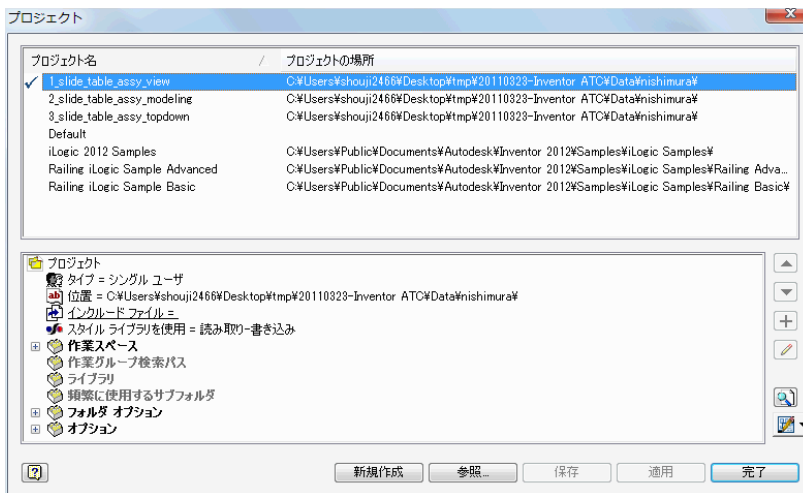 プロジェクト
プロジェクト名 / プロジェクトの場所
1_slide_table_assy_view C:¥Users¥shouji2466¥Desktop¥tmp¥20110323-Inventor ATC¥Data¥nishimura¥
2_slide_table_assy_modeling C:¥Users¥shouji2466¥Desktop¥tmp¥20110323-Inventor ATC¥Data¥nishimura¥
3_slide_table_assy_topdown C:¥Users¥shouji2466¥Desktop¥tmp¥20110323-Inventor ATC¥Data¥nishimura¥
Default
iLogic 2012 Samples C:¥Users¥Public¥Documents¥Autodesk¥Inventor 2012¥Samples¥iLogic Samples¥
Railing iLogic Sample Advanced C:¥Users¥Public¥Documents¥Autodesk¥Inventor 2012¥Samples¥iLogic Samples¥Railing Adva...
Railing iLogic Sample Basic C:¥Users¥Public¥Documents¥Autodesk¥Inventor 2012¥Samples¥iLogic Samples¥Railing Basic¥
プロジェクト
タイプ = シングル ユーザ
位置 = C:¥Users¥shouji2466¥Desktop¥tmp¥20110323-Inventor ATC¥Data¥nishimura¥
インクルード ファイル =
スタイル ライブラリを使用 = 読み取り-書き込み
作業スペース
作業グループ検索パス
ライブラリ
頻繁に使用するサブフォルダ
フォルダ オプション
オプション
新規作成 参照... 保存 適用 完了